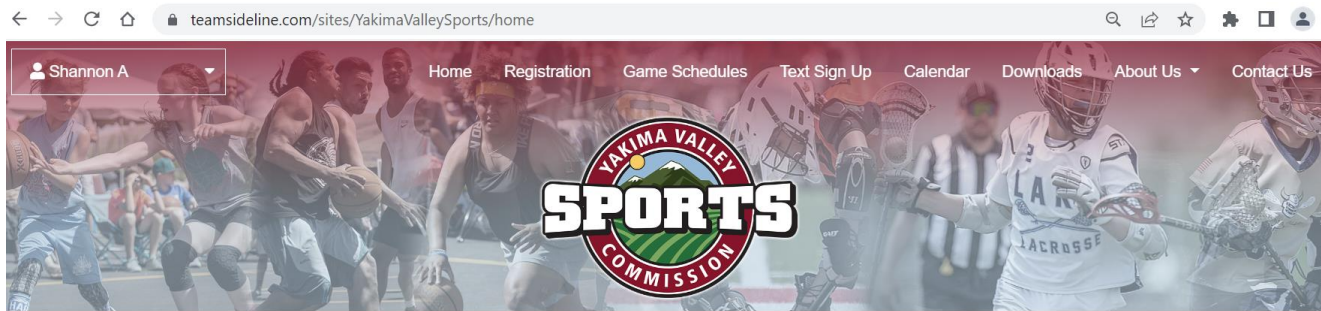 teamsideline.com/sites/YakimaValleySports/home
Shannon A
Home Registration Game Schedules Text Sign Up Calendar Downloads About Us Contact Us
YAKIMA VALLEY
SPORTS
COMMISSION
LACROSSE